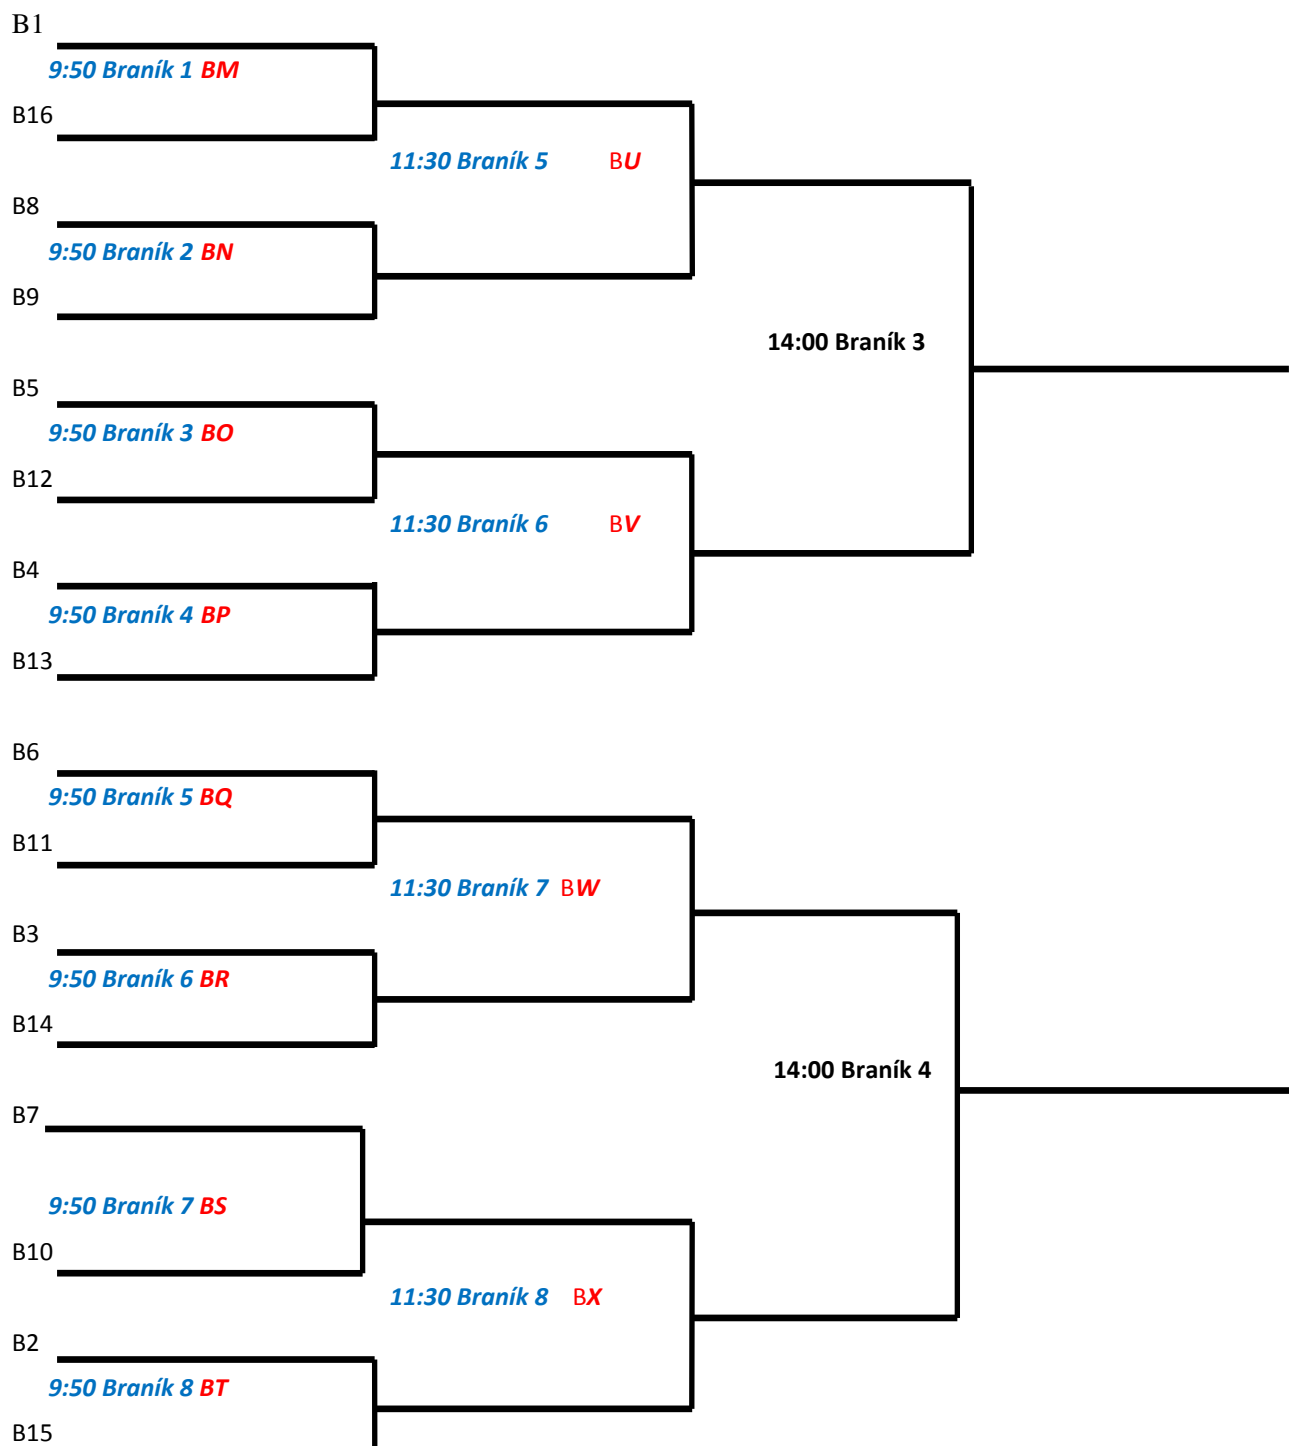 B1
9:50 Braník 1 BM
B16
11:30 Braník 5 BU
B8
9:50 Braník 2 BN
B9
14:00 Braník 3
B5
9:50 Braník 3 BO
B12
11:30 Braník 6 BV
B4
9:50 Braník 4 BP
B13
B6
9:50 Braník 5 BQ
B11
11:30 Braník 7 BW
B3
9:50 Braník 6 BR
B14
14:00 Braník 4
B7
9:50 Braník 7 BS
B10
11:30 Braník 8 BX
B2
9:50 Braník 8 BT
B15